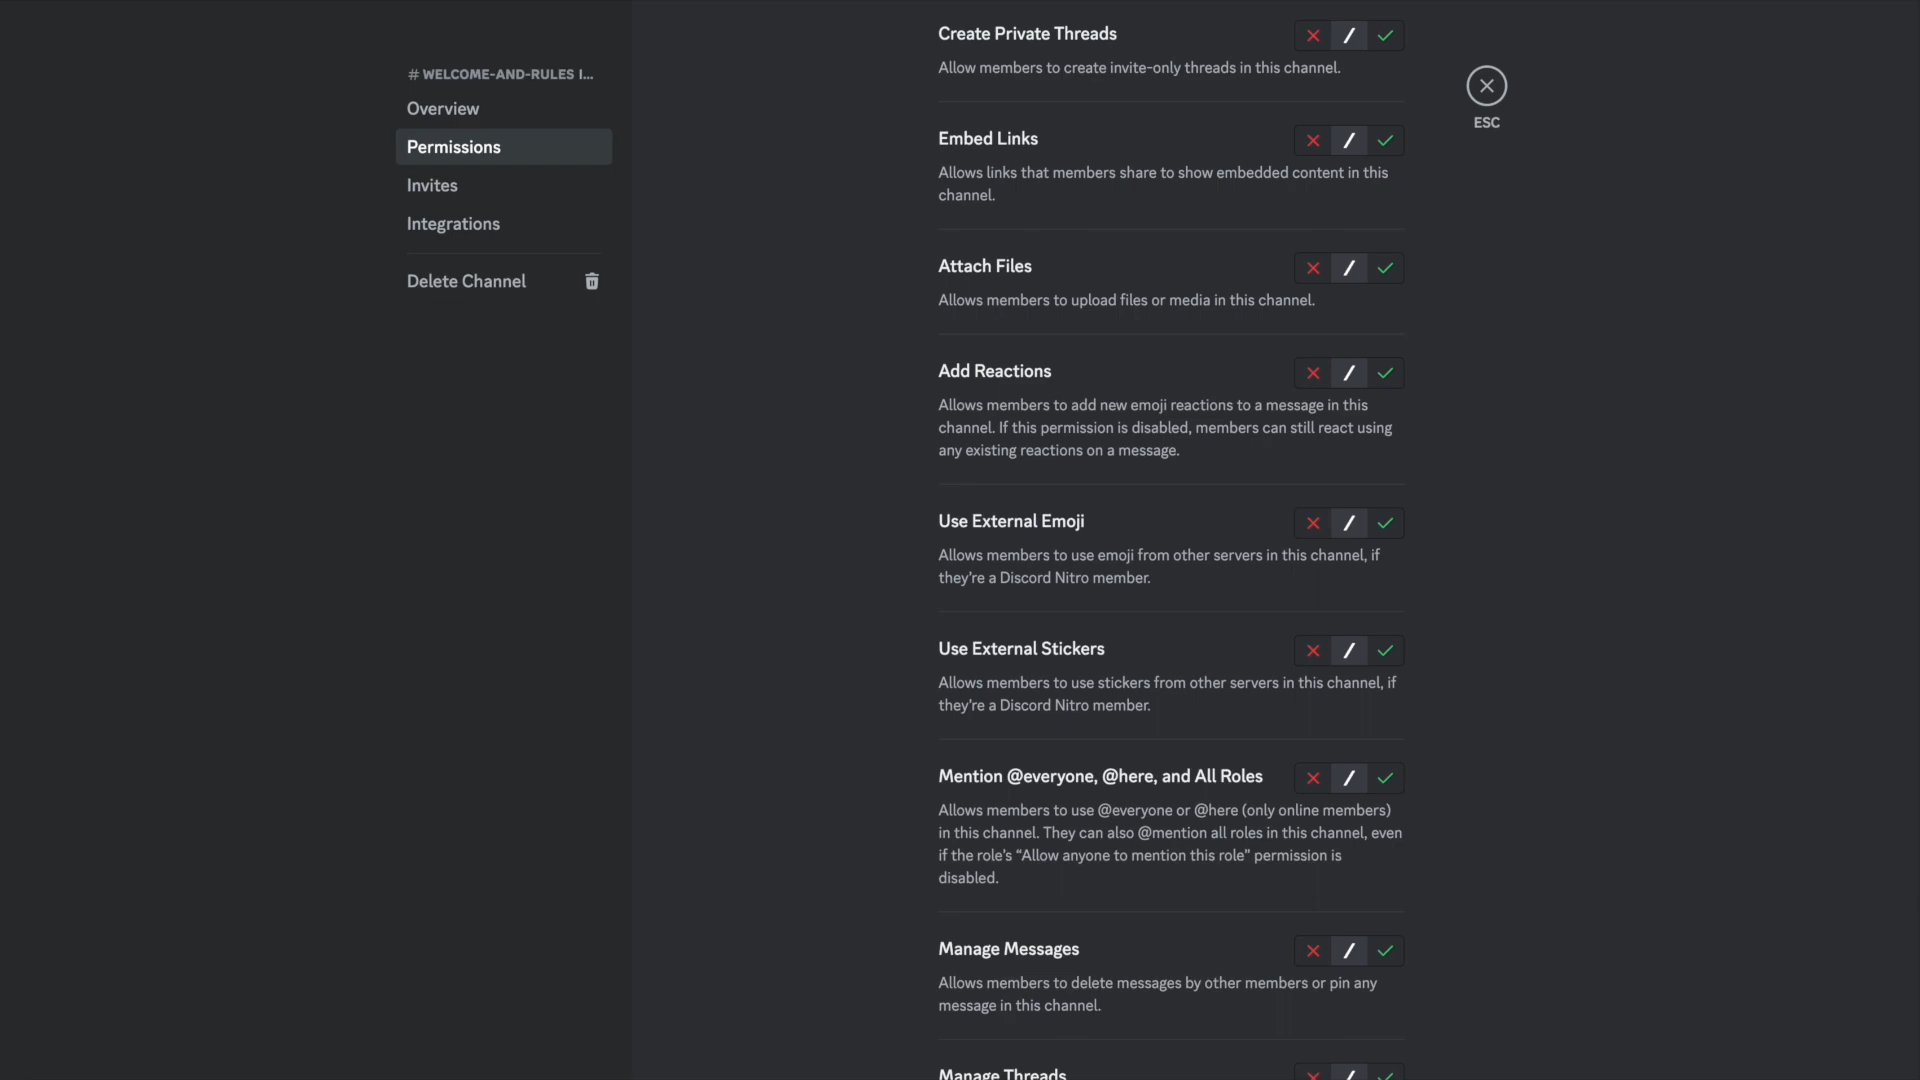 # WELCOME-AND-RULES I...
Overview
Permissions
Invites
Integrations
Delete Channel
Create Private Threads
Allow members to create invite-only threads in this channel.
ESC
Embed Links
Allows links that members share to show embedded content in this
channel.
Attach Files
Allows members to upload files or media in this channel.
Add Reactions
Allows members to add new emoji reactions to a message in this
channel. If this permission is disabled, members can still react using
any existing reactions on a message.
Use External Emoji
Allows members to use emoji from other servers in this channel, if
they're a Discord Nitro member.
Use External Stickers
Allows members to use stickers from other servers in this channel, if
they're a Discord Nitro member.
Mention @everyone, @here, and All Roles
Allows members to use @everyone or @here (only online members)
in this channel. They can also @mention all roles in this channel, even
if the role's “Allow anyone to mention this role” permission is
disabled.
Manage Messages
Allows members to delete messages by other members or pin any
message in this channel.
Manage Threads